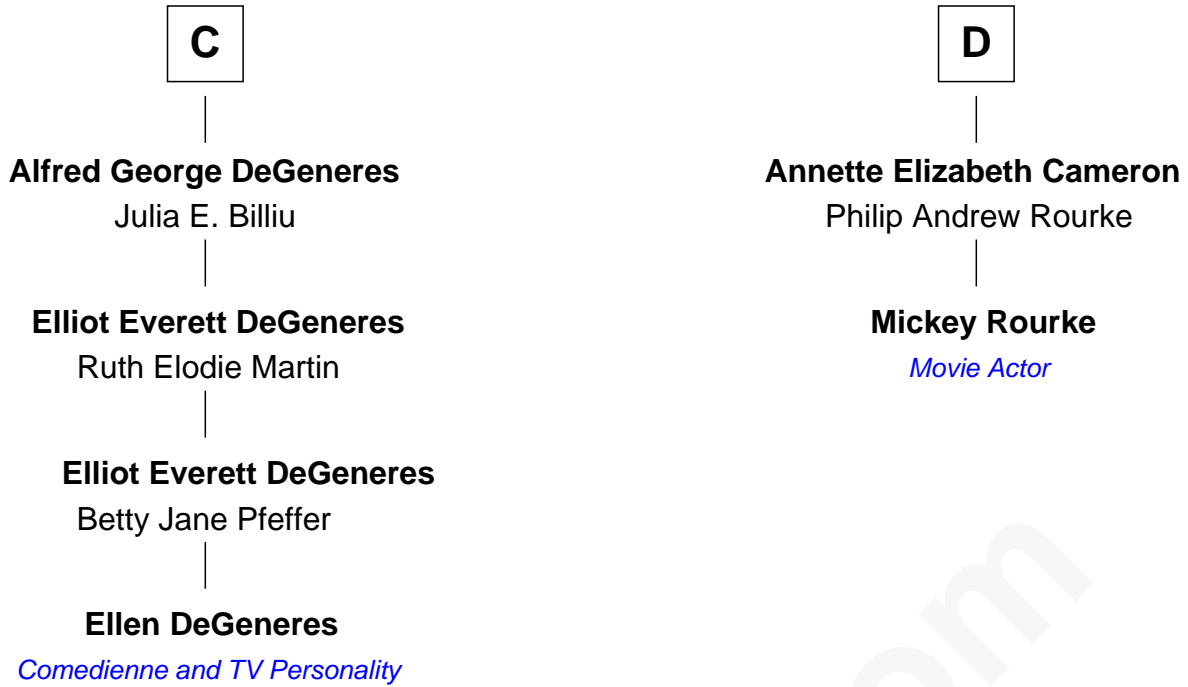 C
Alfred George DeGeneres
Julia E. Billiu
Elliot Everett DeGeneres
Ruth Elodie Martin
Elliot Everett DeGeneres
Betty Jane Pfeffer
Ellen DeGeneres
Comedienne and TV Personality
D
Annette Elizabeth Cameron
Philip Andrew Rourke
Mickey Rourke
Movie Actor